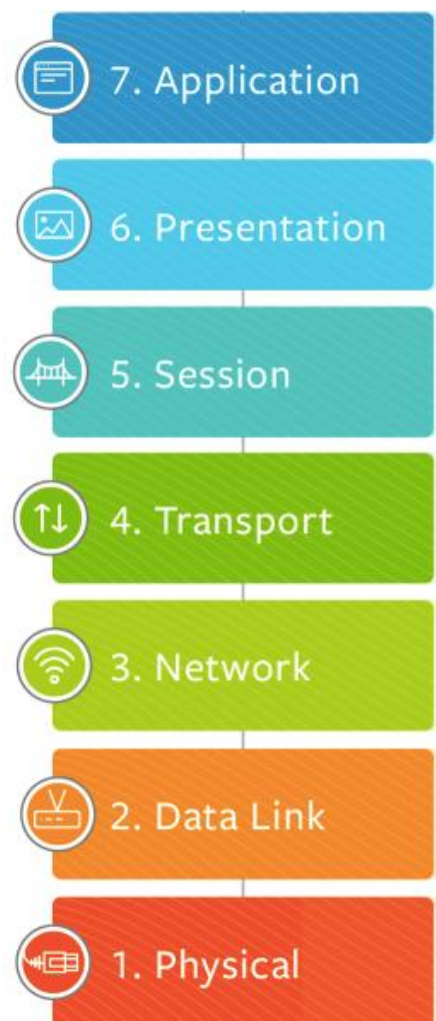 7. Application
6. Presentation
5. Session
4. Transport
3. Network
2. Data Link
1. Physical